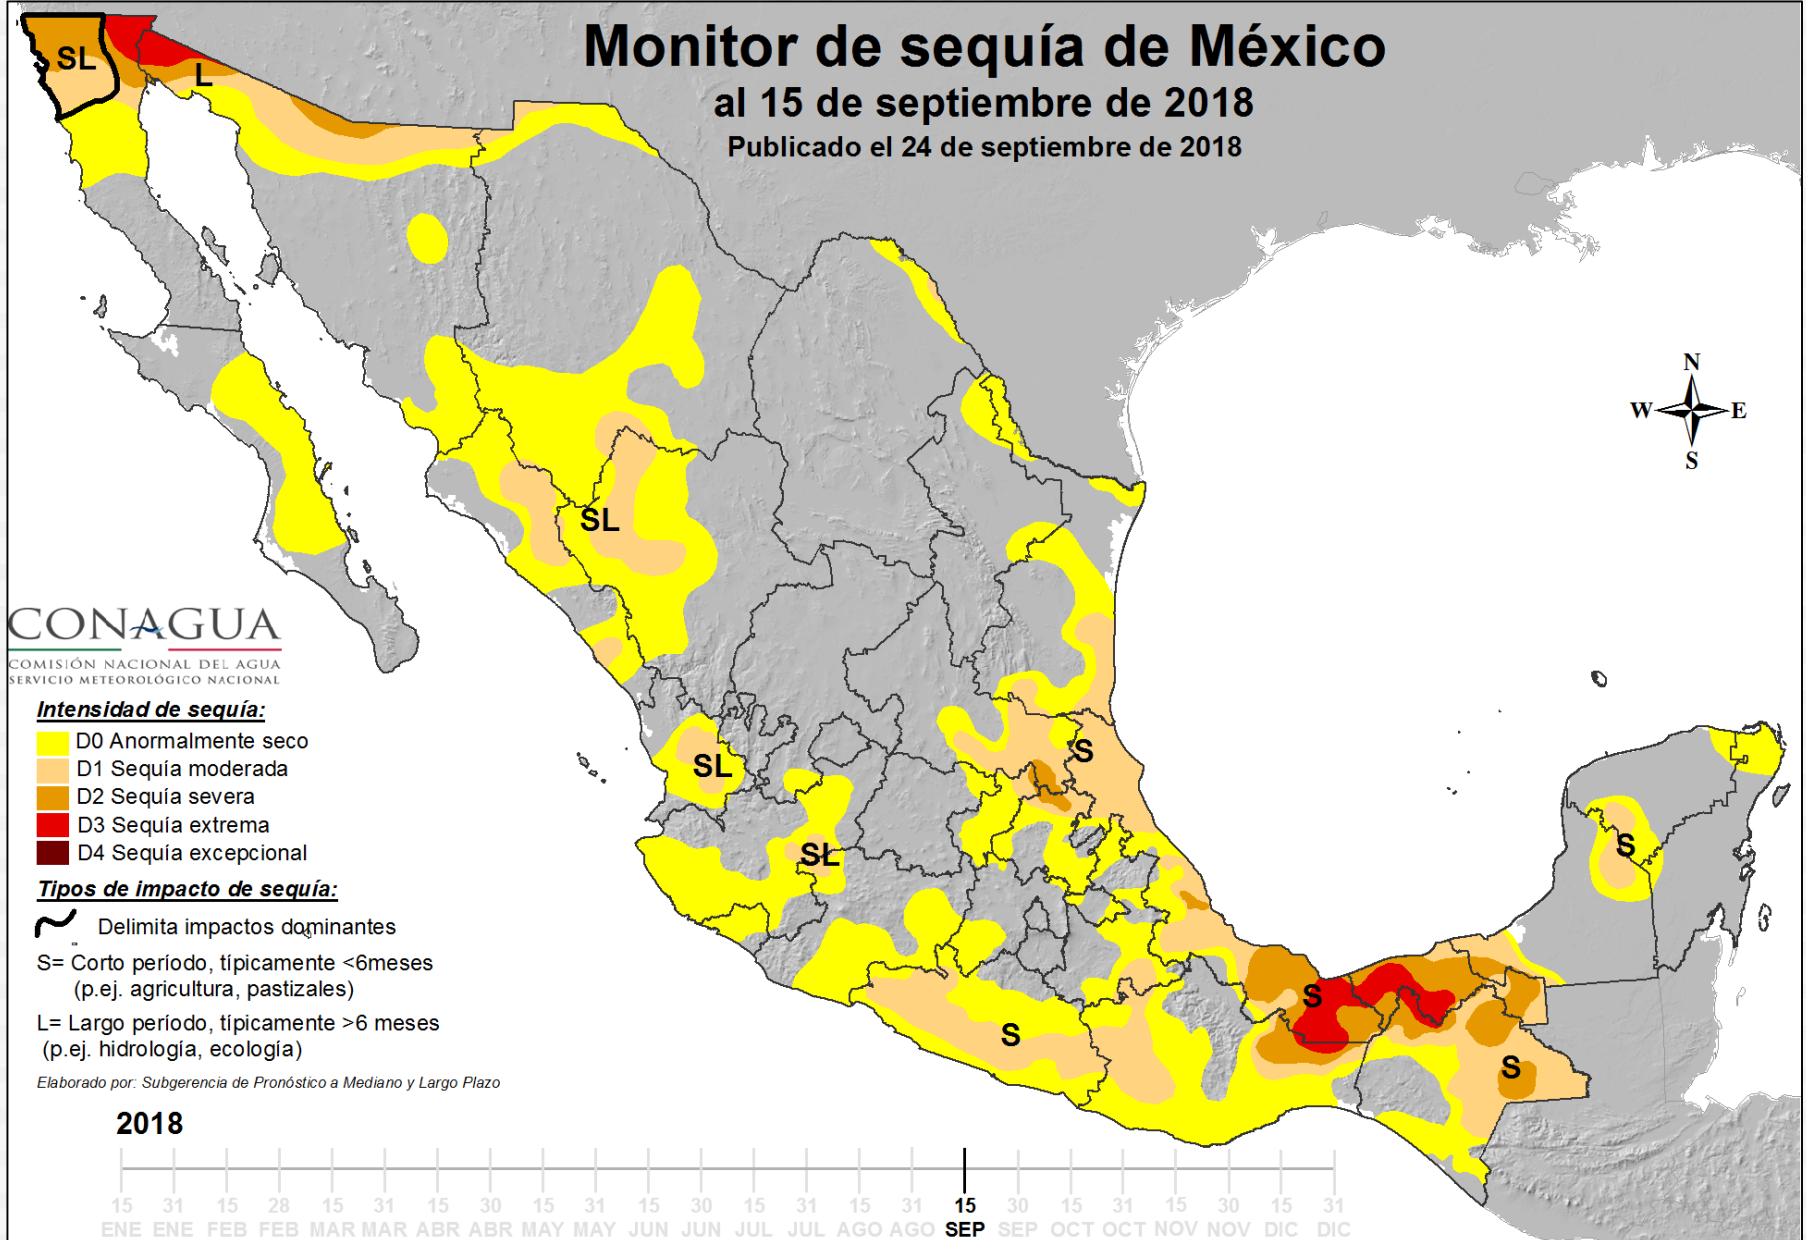 Monitor de sequía de México
al 15 de septiembre de 2018
Publicado el 24 de septiembre de 2018
SL
L
N
W E
S
SL
S
SL
SL
S
S
S
S
CONAGUA
COMISIÓN NACIONAL DEL AGUA
SERVICIO METEOROLÓGICO NACIONAL
Intensidad de sequía:
D0 Anormalmente seco
D1 Sequía moderada
D2 Sequía severa
D3 Sequía extrema
D4 Sequía excepcional
Tipos de impacto de sequía:
Delimita impactos dominantes
S= Corto período, típicamente <6meses
(p.ej. agricultura, pastizales)
L= Largo período, típicamente >6 meses
(p.ej. hidrología, ecología)
Elaborado por: Subgerencia de Pronóstico a Mediano y Largo Plazo
2018
15 31 15 28 15 31 15 30 15 31 15 30 15 31 15 31 15 30 15 31 15 30 15 31
ENE ENE FEB FEB MAR MAR ABR ABR MAY MAY JUN JUN JUL JUL AGO AGO SEP SEP OCT OCT NOV NOV DIC DIC